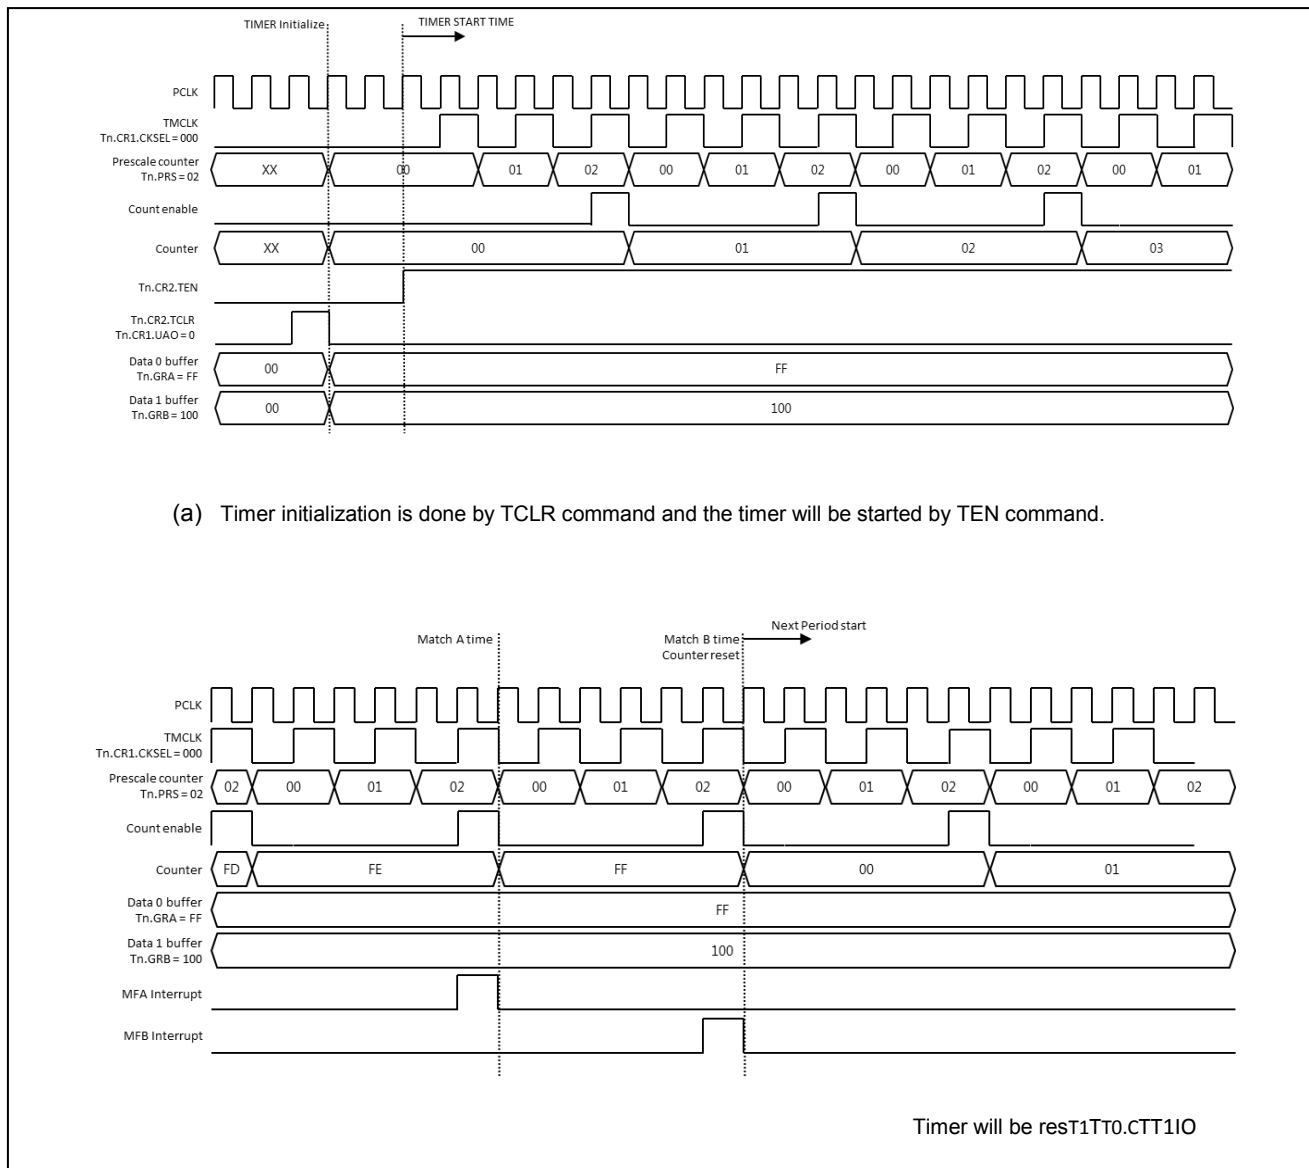 TIMER Initialize
TIMER START TIME
PCLK
TMCLK
Tn.CR1.CKSEL = 000
Prescale counter
Tn.PRS = 02
XX 00 01 02 00 01 02 00 01 02 00 01
Count enable
Counter
XX 00 01 02 03
Tn.CR2.TEN
Tn.CR2.TCLR
Tn.CR1.UAO = 0
Data 0 buffer
Tn.GRA = FF
00 FF
Data 1 buffer
Tn.GRB = 100
00 100
(a) Timer initialization is done by TCLR command and the timer will be started by TEN command.
Match A time
Match B time
Counter reset
Next Period start
PCLK
TMCLK
Tn.CR1.CKSEL = 000
Prescale counter
Tn.PRS = 02
02 00 01 02 00 01 02 00 01 02 00 01 02
Count enable
Counter
FD FE FF 00 01
Data 0 buffer
Tn.GRA = FF
FF
Data 1 buffer
Tn.GRB = 100
100
MFA Interrupt
MFB Interrupt
Timer will be resT1TT0.CTT1IO